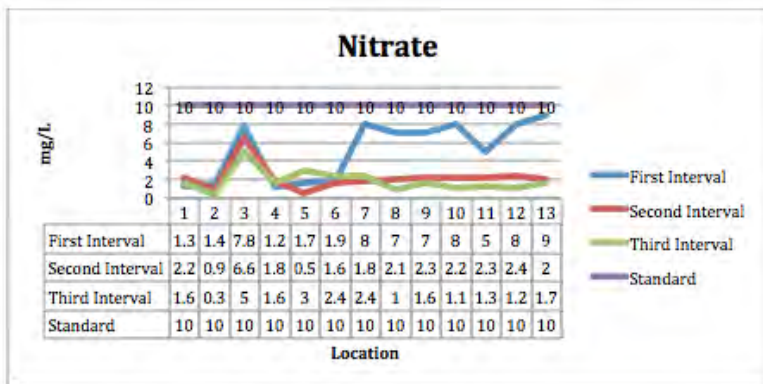 Nitrate
mg/L
12
10
8
6
4
2
0
10 10 10 10 10 10 10 10 10 10 10 10 10
1 2 3 4 5 6 7 8 9 10 11 12 13
First Interval 1.3 1.4 7.8 1.2 1.7 1.9 8 7 7 8 5 8 9
Second Interval 2.2 0.9 6.6 1.8 0.5 1.6 1.8 2.1 2.3 2.2 2.3 2.4 2
Third Interval 1.6 0.3 5 1.6 3 2.4 2.4 1 1.6 1.1 1.3 1.2 1.7
Standard 10 10 10 10 10 10 10 10 10 10 10 10 10
Location
First Interval
Second Interval
Third Interval
Standard